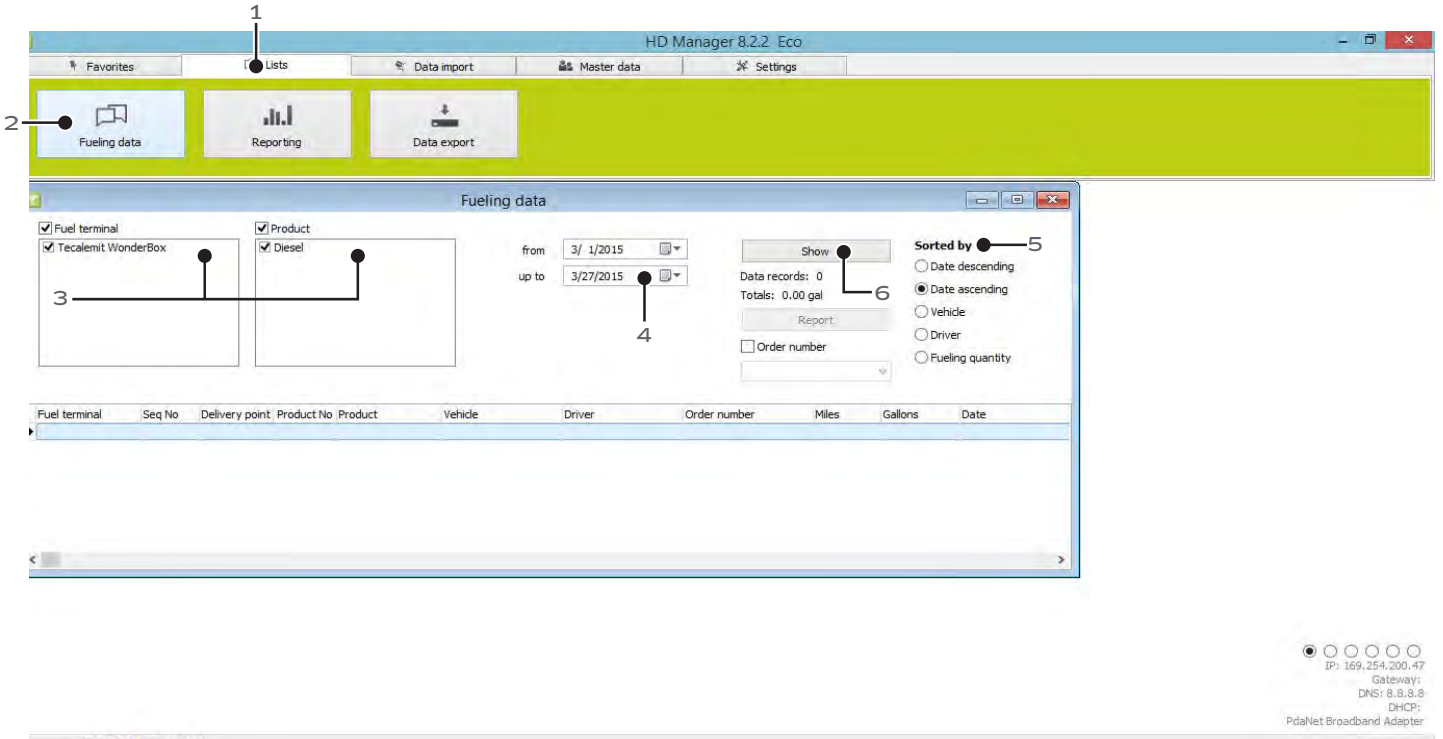 1
HD Manager 8.2.2 Eco
Favorites Lists Data import Master data Settings
2
Fueling data Reporting Data export
Fueling data
Fuel terminal Product
Tecalemit WonderBox Diesel
from 3/ 1/2015
up to 3/27/2015
Show
Sorted by 5
Date descending
Date ascending
Vehicle
Driver
Fueling quantity
Data records: 0
Totals: 0.00 gal
6
Report
Order number
3
4
Fuel terminal Seq No Delivery point Product No Product Vehicle Driver Order number Miles Gallons Date
IP: 169.254.200.47
Gateway:
DNS: 8.8.8.8
DHCP:
PdaNet Broadband Adapter